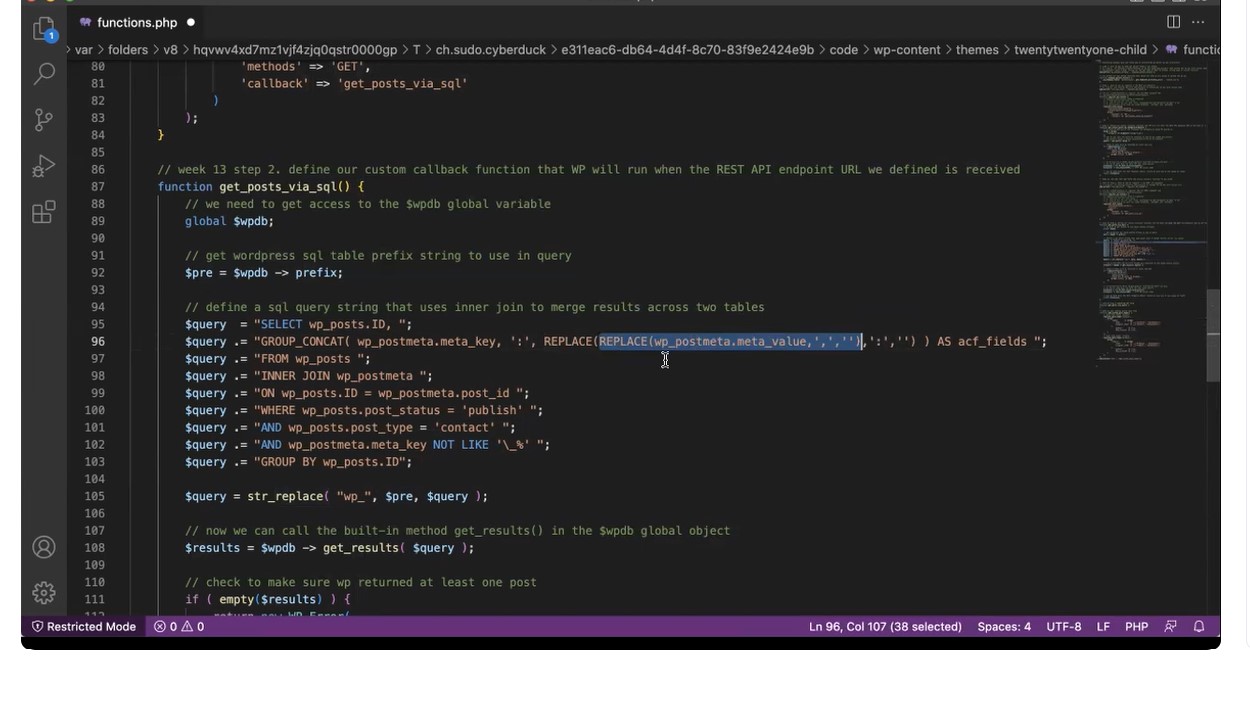 functions.php
1
var > folders > v8 > hqvwv4xd7mz1vjf4zjq0qstr0000gp > T > ch.sudo.cyberduck > e311eac6-db64-4d4f-8c70-83f9e2424e9b > code > wp-content > themes > twentytwentyone-child > functi
80 'methods' => 'GET',
81 'callback' => 'get_posts_via_sql'
82 )
83 );
84 }
85
86 // week 13 step 2. define our custom callback function that WP will run when the REST API endpoint URL we defined is received
87 function get_posts_via_sql() {
88 // we need to get access to the $wpdb global variable
89 global $wpdb;
90
91 // get wordpress sql table prefix string to use in query
92 $pre = $wpdb -> prefix;
93
94 // define a sql query string that uses inner join to merge results across two tables
95 $query  = "SELECT wp_posts.ID, ";
96 $query .= "GROUP_CONCAT( wp_postmeta.meta_key, ':', REPLACE(REPLACE(wp_postmeta.meta_value,',',''),':','') ) AS acf_fields ";
97 $query .= "FROM wp_posts ";
98 $query .= "INNER JOIN wp_postmeta ";
99 $query .= "ON wp_posts.ID = wp_postmeta.post_id ";
100 $query .= "WHERE wp_posts.post_status = 'publish' ";
101 $query .= "AND wp_posts.post_type = 'contact' ";
102 $query .= "AND wp_postmeta.meta_key NOT LIKE '\_%' ";
103 $query .= "GROUP BY wp_posts.ID";
104
105 $query = str_replace( "wp_", $pre, $query );
106
107 // now we can call the built-in method get_results() in the $wpdb global object
108 $results = $wpdb -> get_results( $query );
109
110 // check to make sure wp returned at least one post
111 if ( empty($results) ) {
Restricted Mode 0 0 Ln 96, Col 107 (38 selected) Spaces: 4 UTF-8 LF PHP